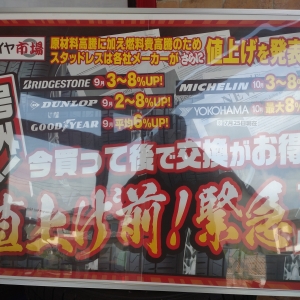 イヤ市場
原材料高騰に加え燃料費高騰のため
スタッドレスは各社メーカーがさらに 値上げを発表
BRIDGESTONE 9月 3~8%UP! MICHELIN 10月 3~8
DUNLOP 9月 2~8%UP! YOKOHAMA 10月 最大8
GOODYEAR 9月 平均6%UP!
今買って後で交換がお得
値上げ前!緊急